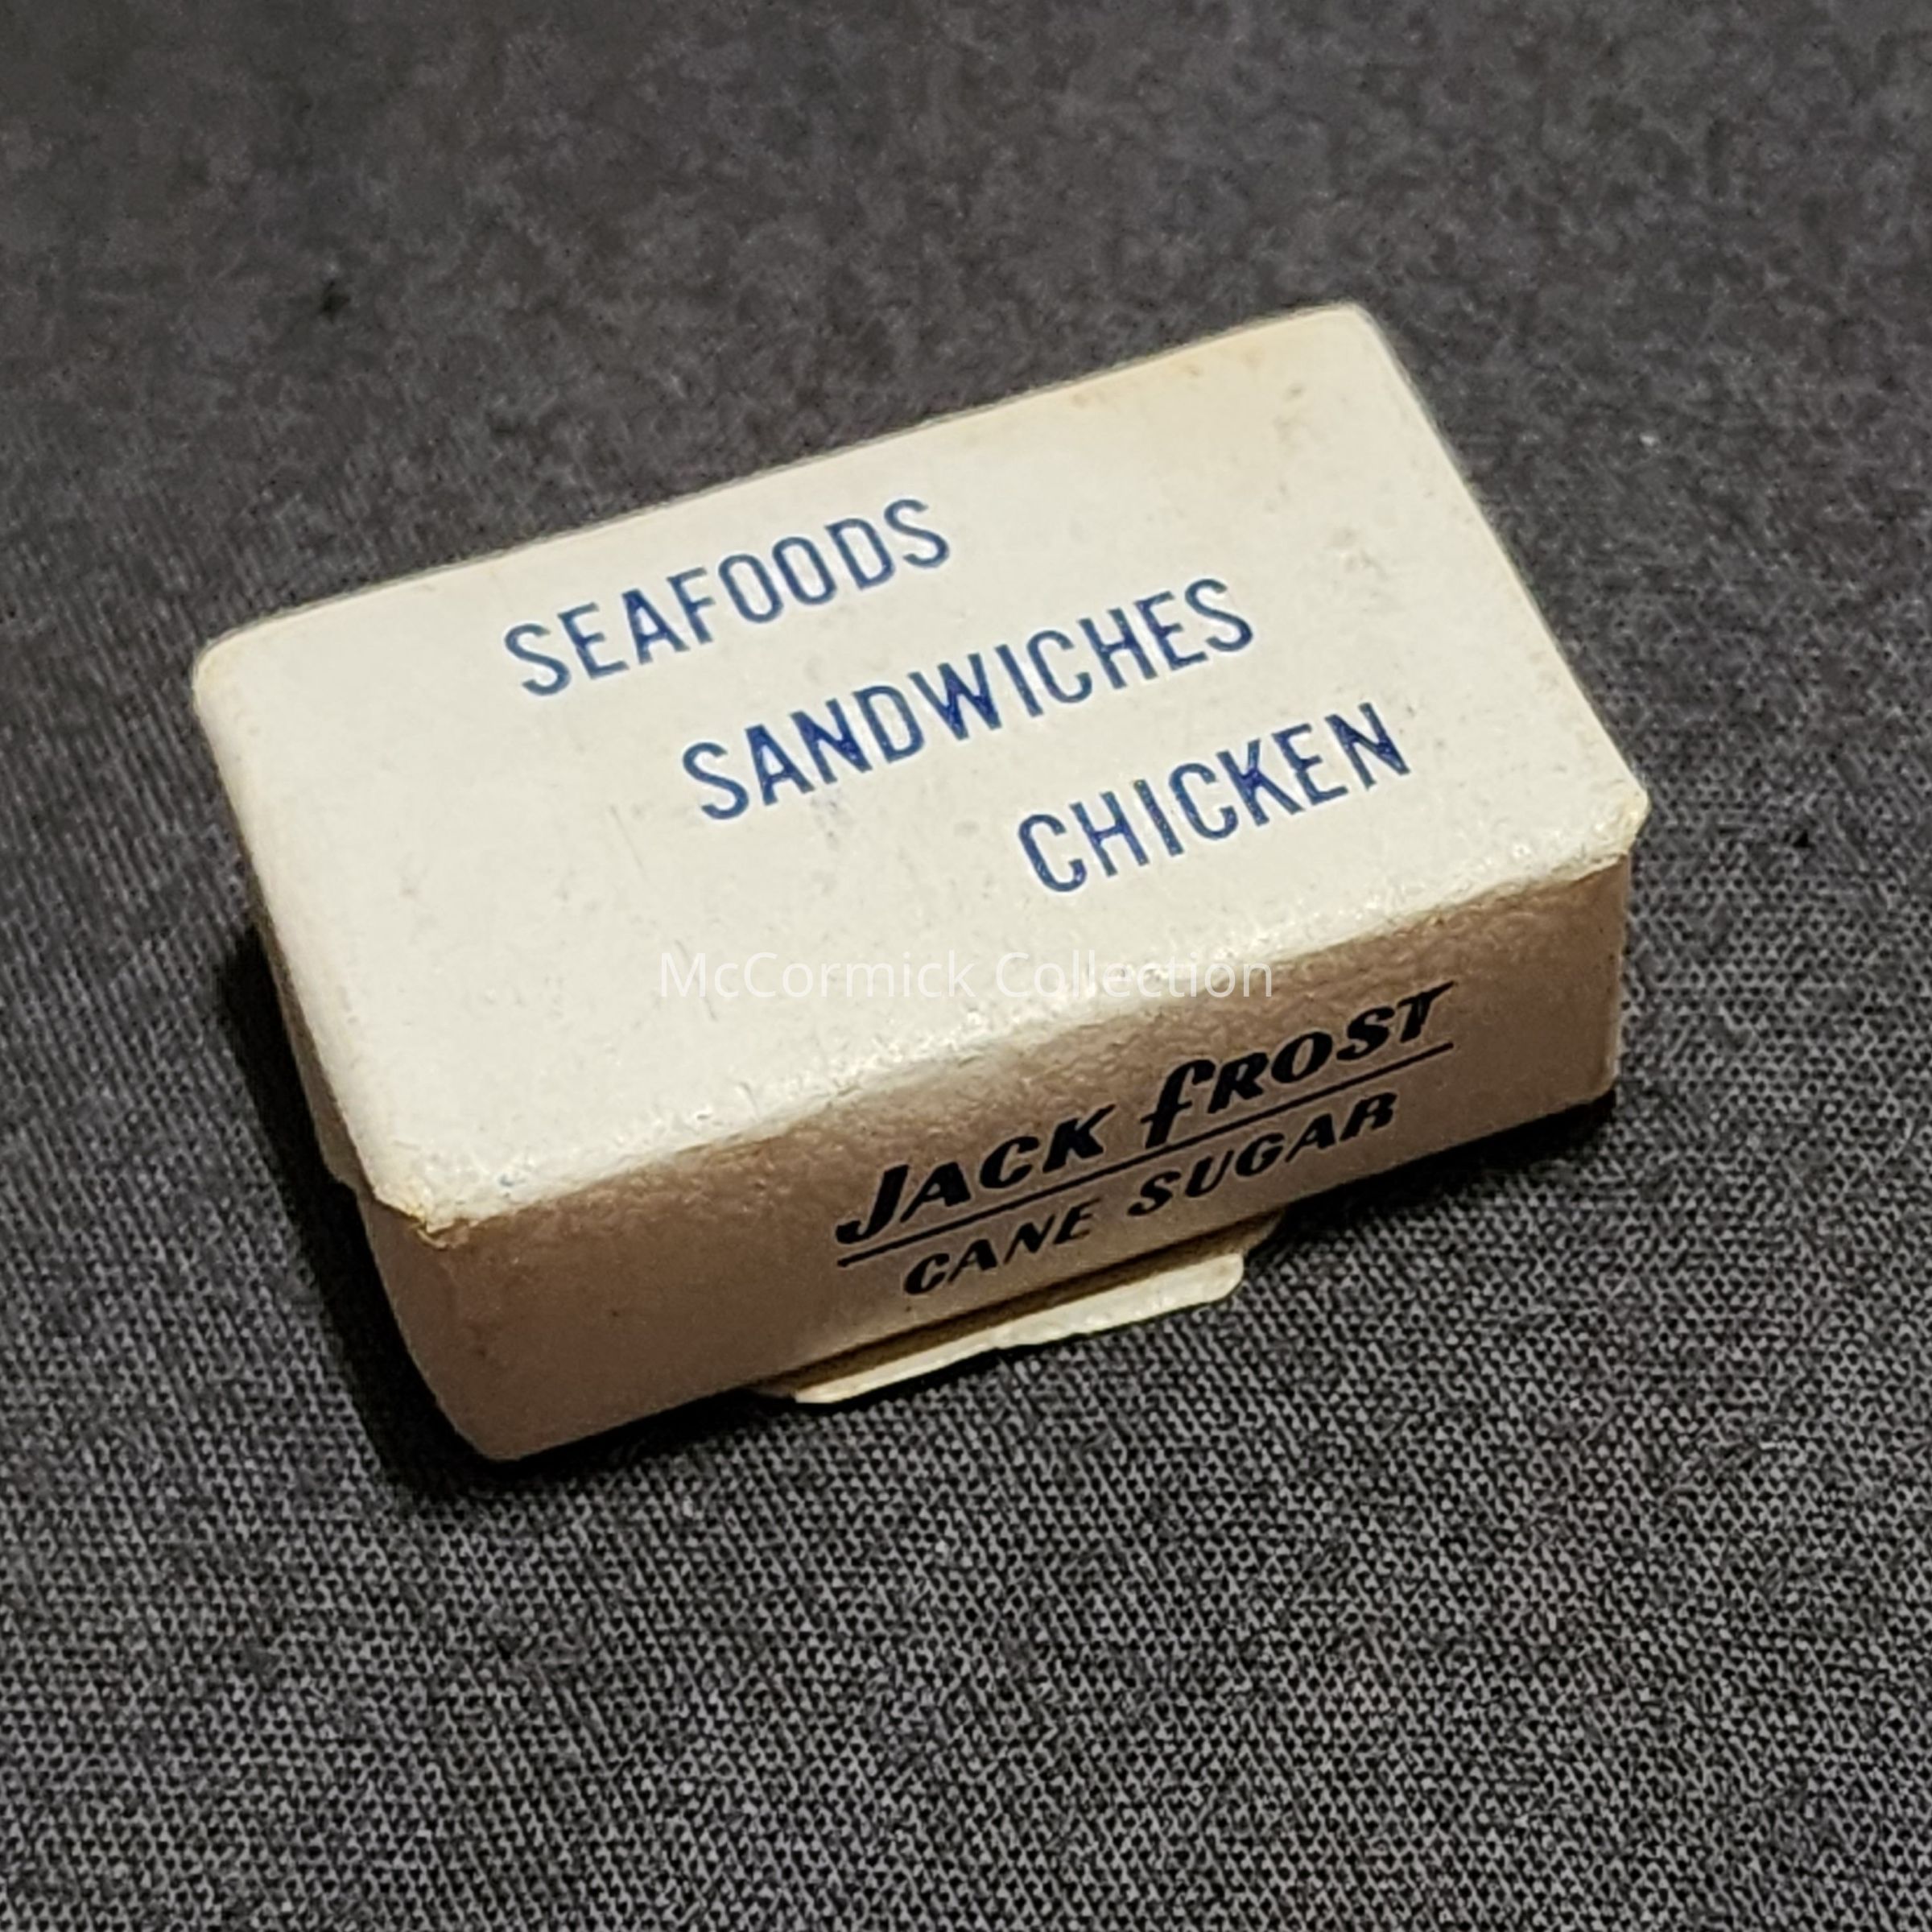 SEAFOODS
SANDWICHES
CHICKEN
McCormick Collection
JACK FROST
CANE SUGAR